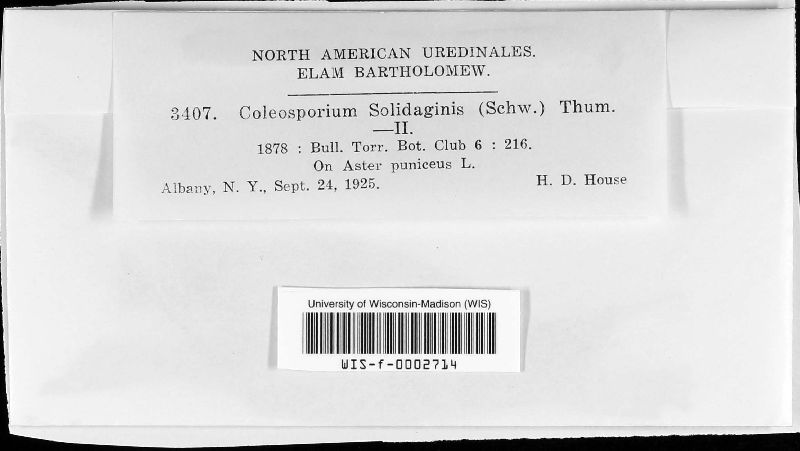 NORTH AMERICAN UREDINALES.
ELAM BARTHOLOMEW.
3407. Coleosporium Solidaginis (Schw.) Thum.
—II.
1878 : Bull. Torr. Bot. Club 6 : 216.
On Aster puniceus L.
Albany, N. Y., Sept. 24, 1925. H. D. House
University of Wisconsin-Madison (WIS)
WIS-f-0002714